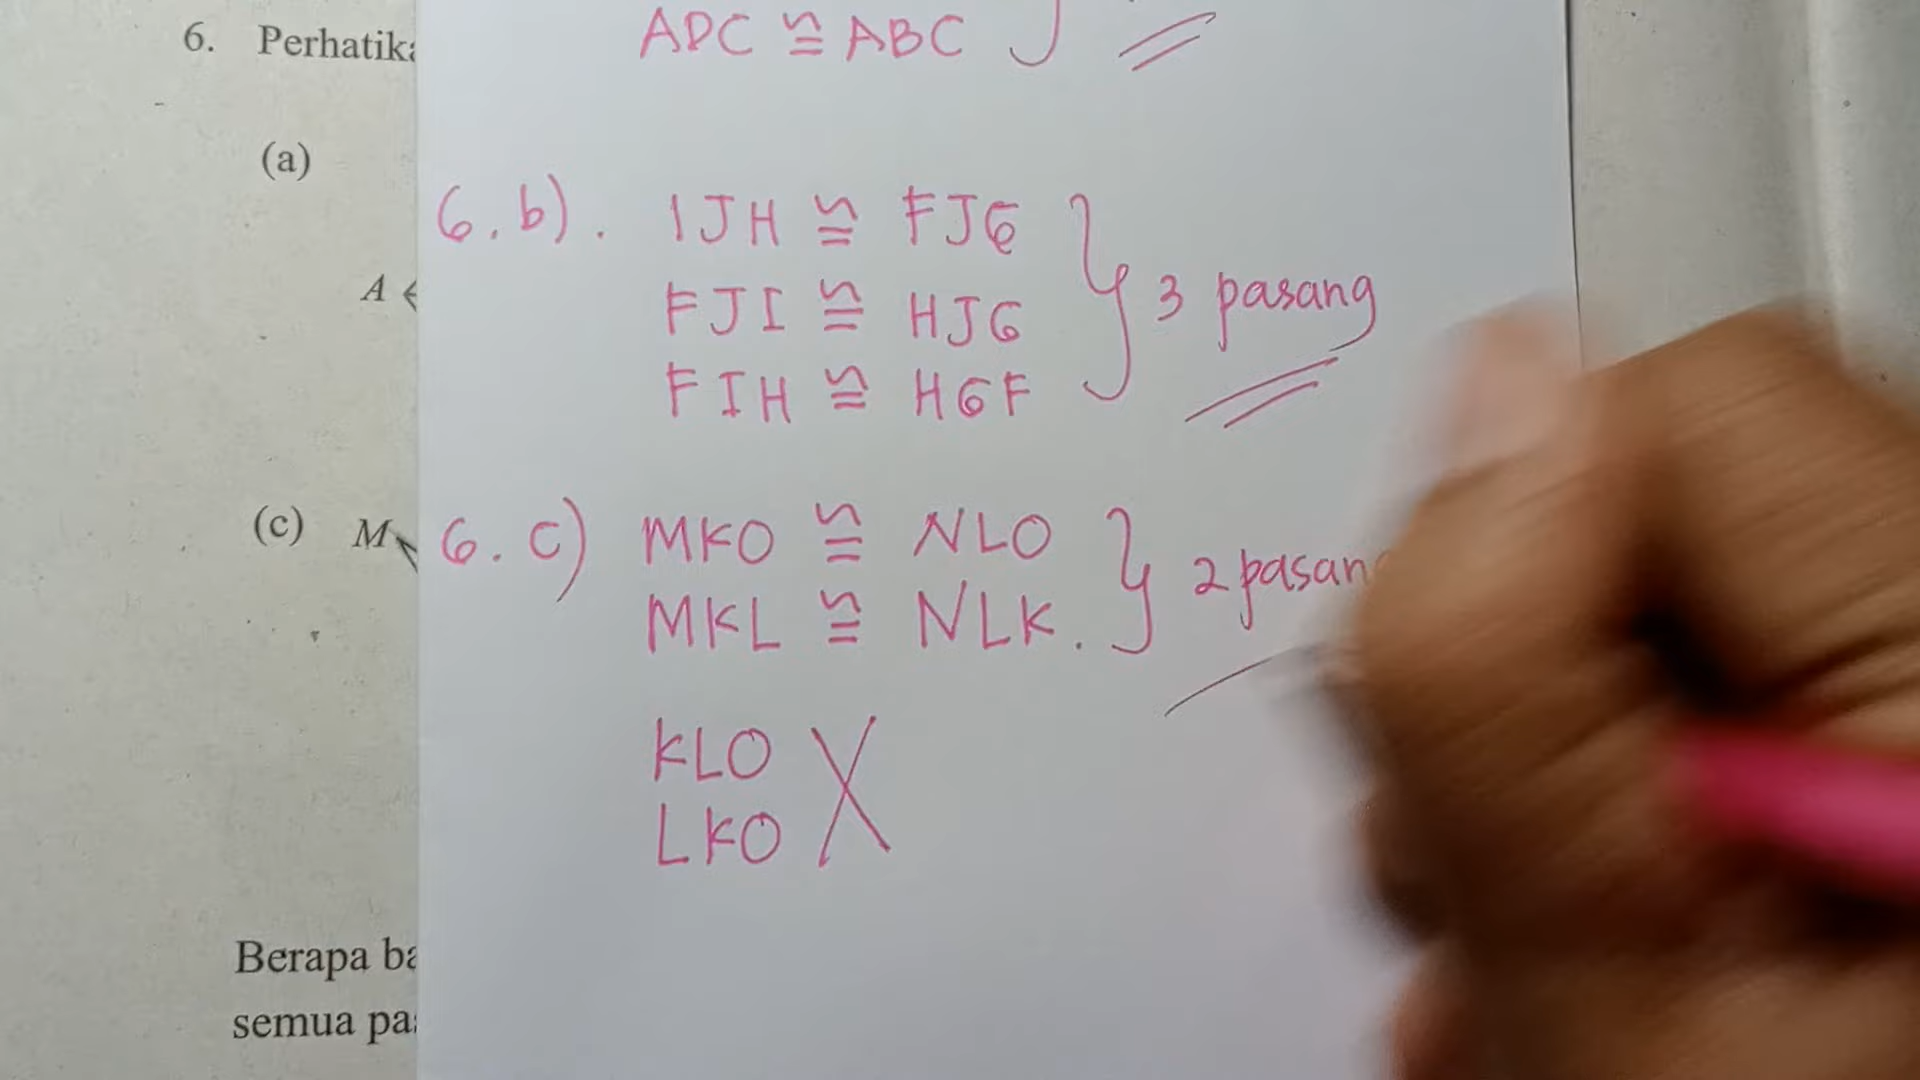 6. Perhatika
ADC ≅ ABC
(a)
6. b). IJH ≅ FJG
A
FJI ≅ HJG
3 pasang
FIH ≅ HGF
(c) M
6. c) MKO ≅ NLO
MKL ≅ NLK.
2 pasan
KLO
LKO
Berapa ba
semua pa